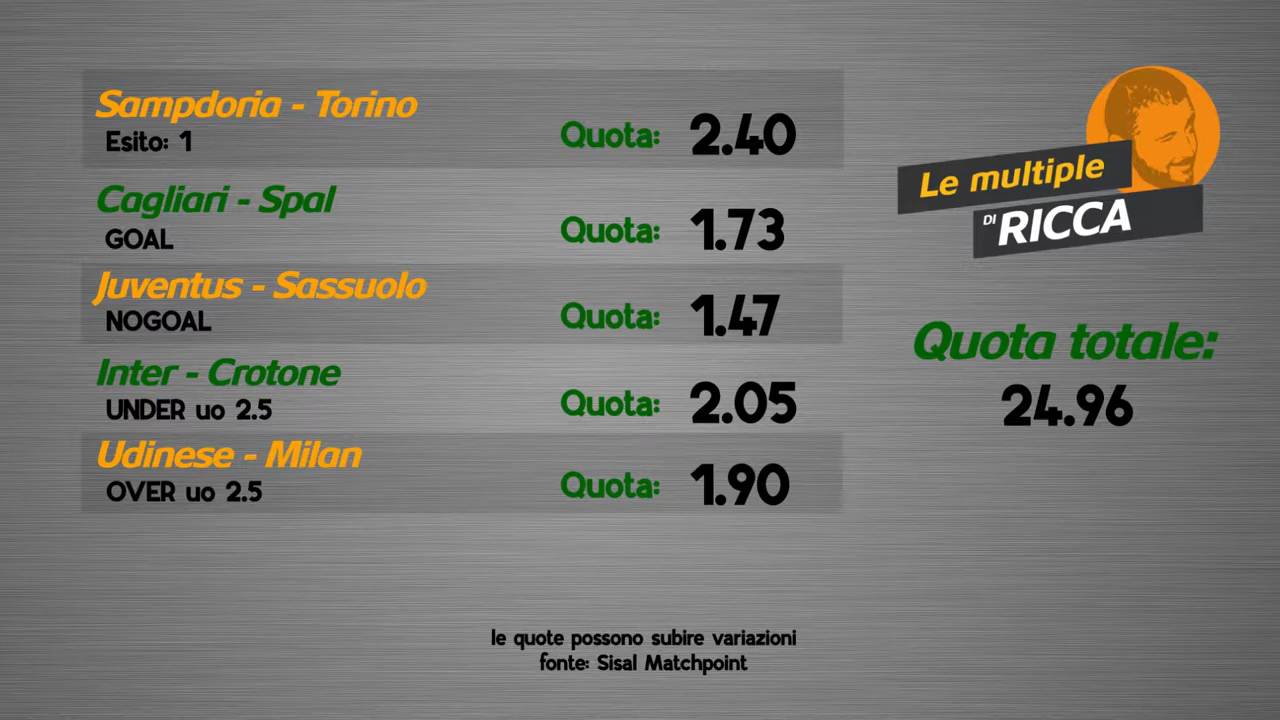 Sampdoria - Torino
Esito: 1
Quota: 2.40
Cagliari - Spal
GOAL
Quota: 1.73
Juventus - Sassuolo
NOGOAL
Quota: 1.47
Inter - Crotone
UNDER uo 2.5
Quota: 2.05
Udinese - Milan
OVER uo 2.5
Quota: 1.90
Le multiple
DI RICCA
Quota totale:
24.96
le quote possono subire variazioni
fonte: Sisal Matchpoint